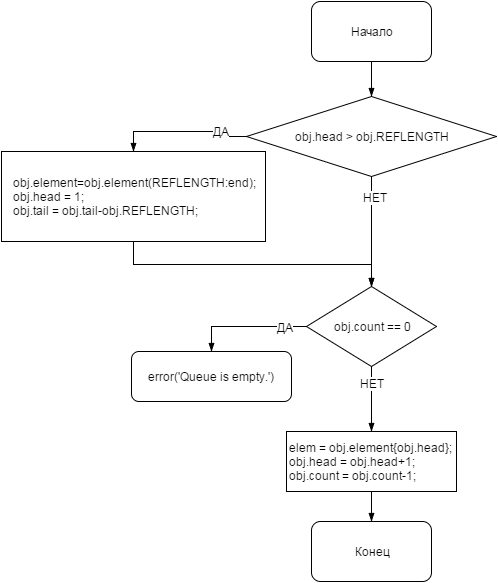 Начало
obj.head > obj.REFLENGTH
ДА
НЕТ
obj.element=obj.element(REFLENGTH:end);
obj.head = 1;
obj.tail = obj.tail-obj.REFLENGTH;
obj.count == 0
ДА
НЕТ
error('Queue is empty.')
elem = obj.element{obj.head};
obj.head = obj.head+1;
obj.count = obj.count-1;
Конец